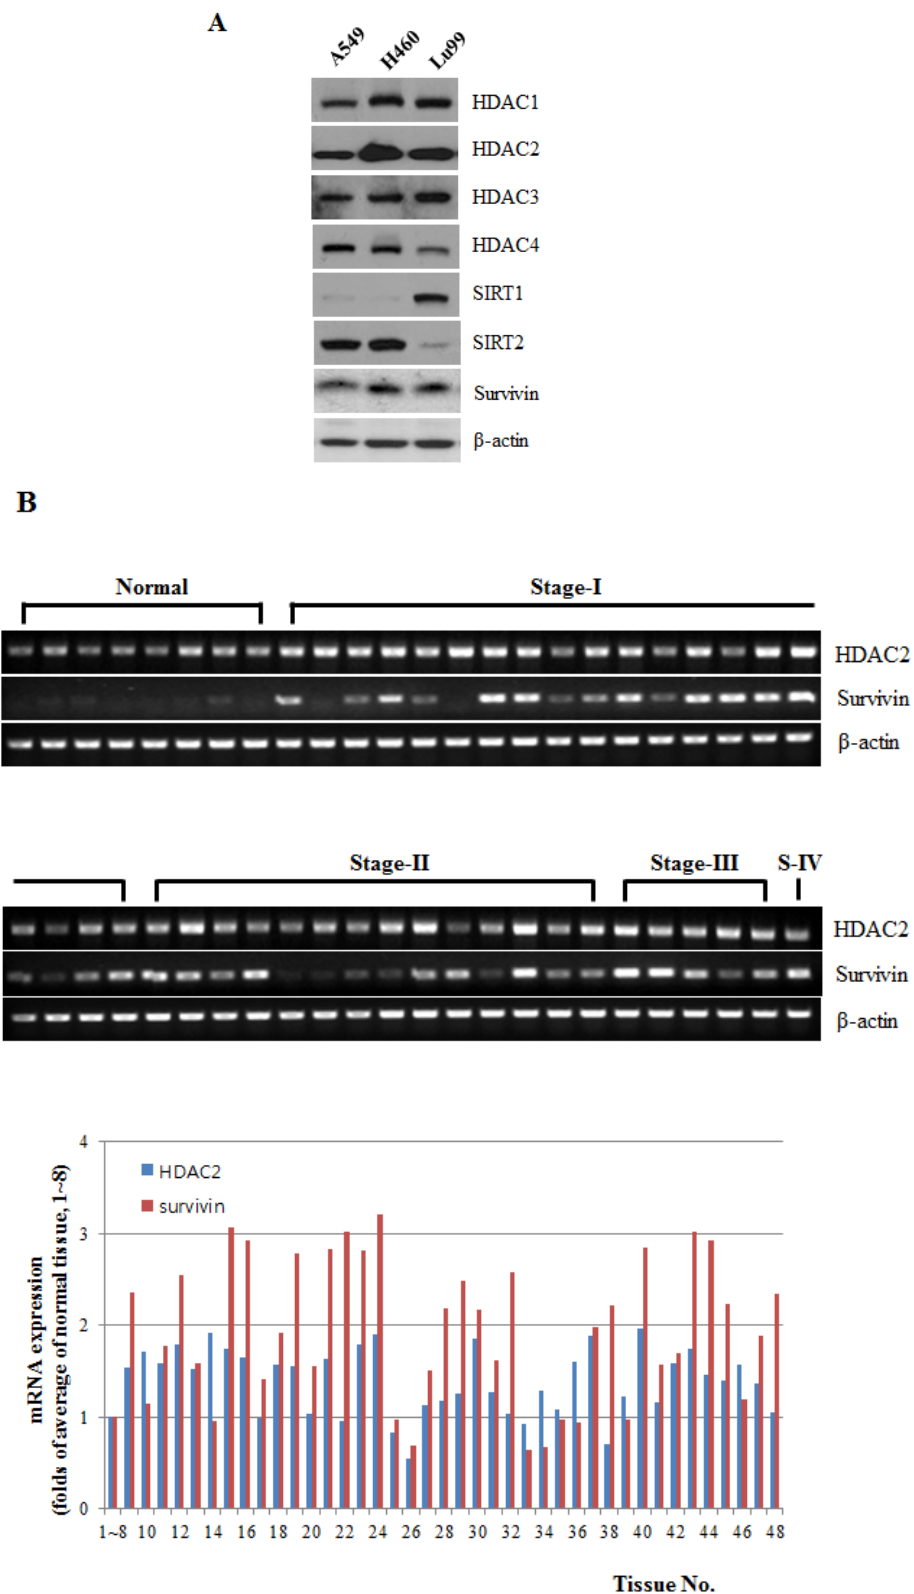 A
A549 H460 Lu99
HDAC1
HDAC2
HDAC3
HDAC4
SIRT1
SIRT2
Survivin
β-actin
B
Normal Stage-I
HDAC2
Survivin
β-actin
Stage-II Stage-III S-IV
HDAC2
Survivin
β-actin
mRNA expression
(folds of average of normal tissue, 1~8)
4
3
2
1
0
HDAC2
survivin
1~8 10 12 14 16 18 20 22 24 26 28 30 32 34 36 38 40 42 44 46 48
Tissue No.